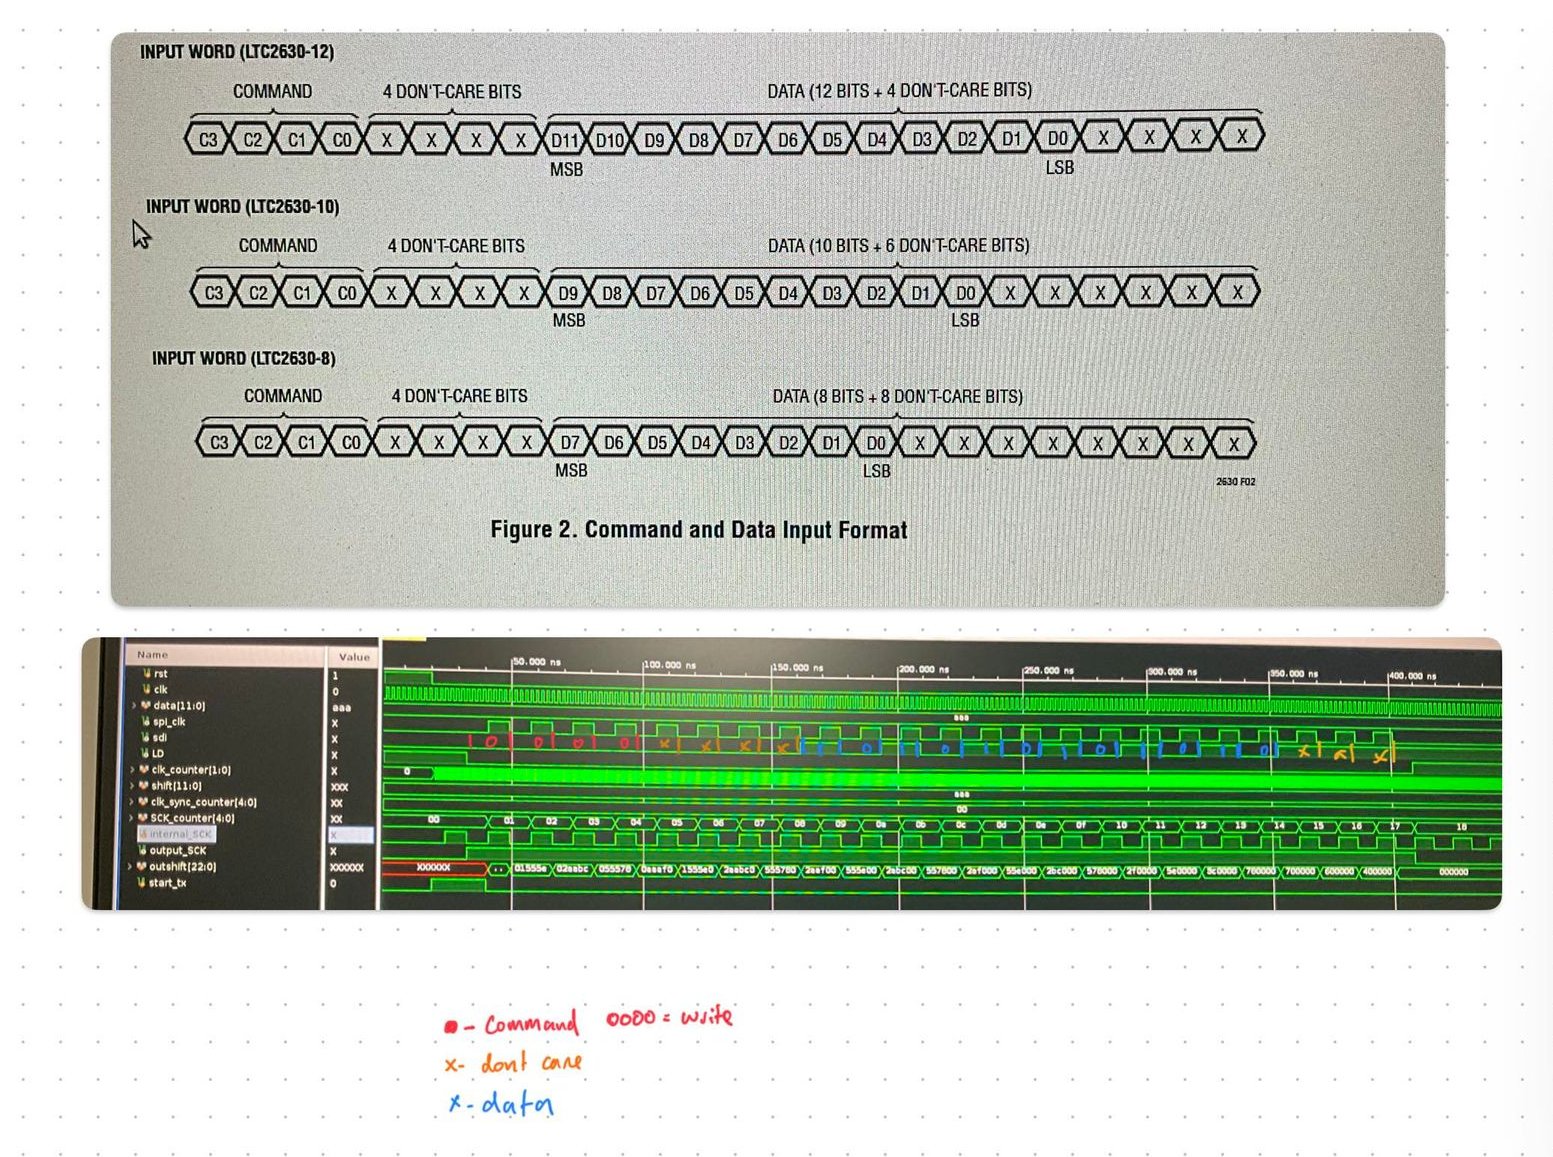 INPUT WORD (LTC2630-12)
COMMAND 4 DON'T-CARE BITS DATA (12 BITS + 4 DON'T-CARE BITS)
C3 C2 C1 C0 X X X X D11 D10 D9 D8 D7 D6 D5 D4 D3 D2 D1 D0 X X X X
MSB LSB
INPUT WORD (LTC2630-10)
COMMAND 4 DON'T-CARE BITS DATA (10 BITS + 6 DON'T-CARE BITS)
C3 C2 C1 C0 X X X X D9 D8 D7 D6 D5 D4 D3 D2 D1 D0 X X X X X X
MSB LSB
INPUT WORD (LTC2630-8)
COMMAND 4 DON'T-CARE BITS DATA (8 BITS + 8 DON'T-CARE BITS)
C3 C2 C1 C0 X X X X D7 D6 D5 D4 D3 D2 D1 D0 X X X X X X X X
MSB LSB
2630 F02
Figure 2. Command and Data Input Format
Name Value
50.000 ns 100.000 ns 150.000 ns 200.000 ns 250.000 ns 300.000 ns 350.000 ns 400.000 ns
rst 1
clk 0
data[11:0] aaa aaa
spi_clk X
sdi X 0 0 0 0 x x x x 1 0 1 0 1 0 1 0 1 0 1 0 x x x
LD X
clk_counter[1:0] X 0
shift[11:0] XXX aaa
clk_sync_counter[4:0] XX 00
SCK_counter[4:0] XX 00 01 02 03 04 05 06 07 08 09 0a 0b 0c 0d 0e 0f 10 11 12 13 14 15 16 17 18
internal_SCK X
output_SCK X
outshift[22:0] XXXXXX XXXXXX .. 01555e 02aabc 055578 0aaaf0 1555e0 2aabc0 555780 2aaf00 555e00 2abc00 557800 2af000 55e000 2bc000 578000 2f0000 5e0000 3c0000 780000 700000 600000 400000 000000
start_tx 0
- Command 0000 = write
x- dont care
x - data